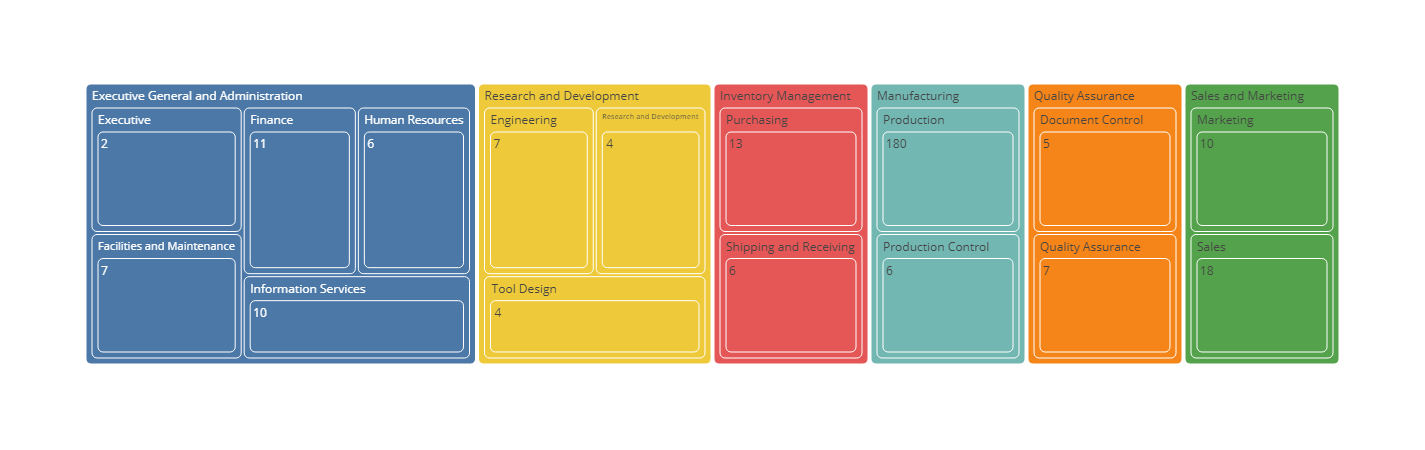 Executive General and Administration
Executive
2
Facilities and Maintenance
7
Finance
11
Human Resources
6
Information Services
10
Research and Development
Engineering
7
Research and Development
4
Tool Design
4
Inventory Management
Purchasing
13
Shipping and Receiving
6
Manufacturing
Production
180
Production Control
6
Quality Assurance
Document Control
5
Quality Assurance
7
Sales and Marketing
Marketing
10
Sales
18